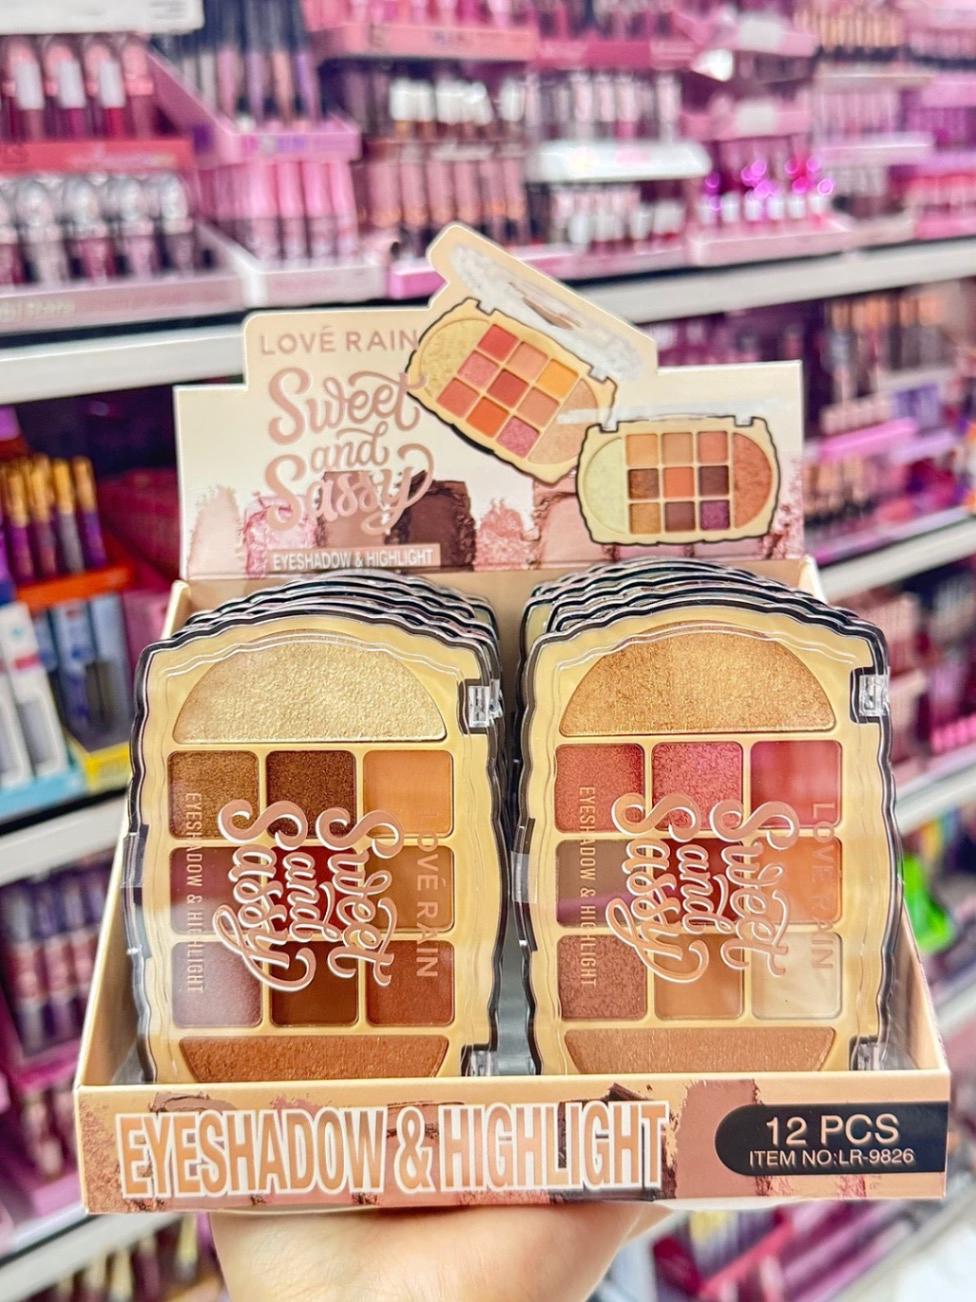 LOVÉ RAIN
Sweet
and
Sassy
EYESHADOW & HIGHLIGHT
LOVÉ RAIN
Sweet
and
Sassy
EYESHADOW & HIGHLIGHT
LOVÉ RAIN
Sweet
and
Sassy
EYESHADOW & HIGHLIGHT
EYESHADOW & HIGHLIGHT
12 PCS
ITEM NO:LR-9826